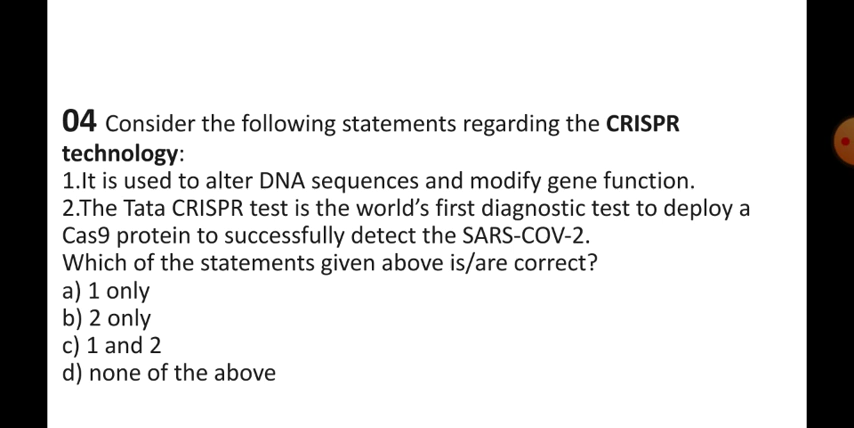 04 Consider the following statements regarding the CRISPR
technology:
1.It is used to alter DNA sequences and modify gene function.
2.The Tata CRISPR test is the world’s first diagnostic test to deploy a
Cas9 protein to successfully detect the SARS-COV-2.
Which of the statements given above is/are correct?
a) 1 only
b) 2 only
c) 1 and 2
d) none of the above